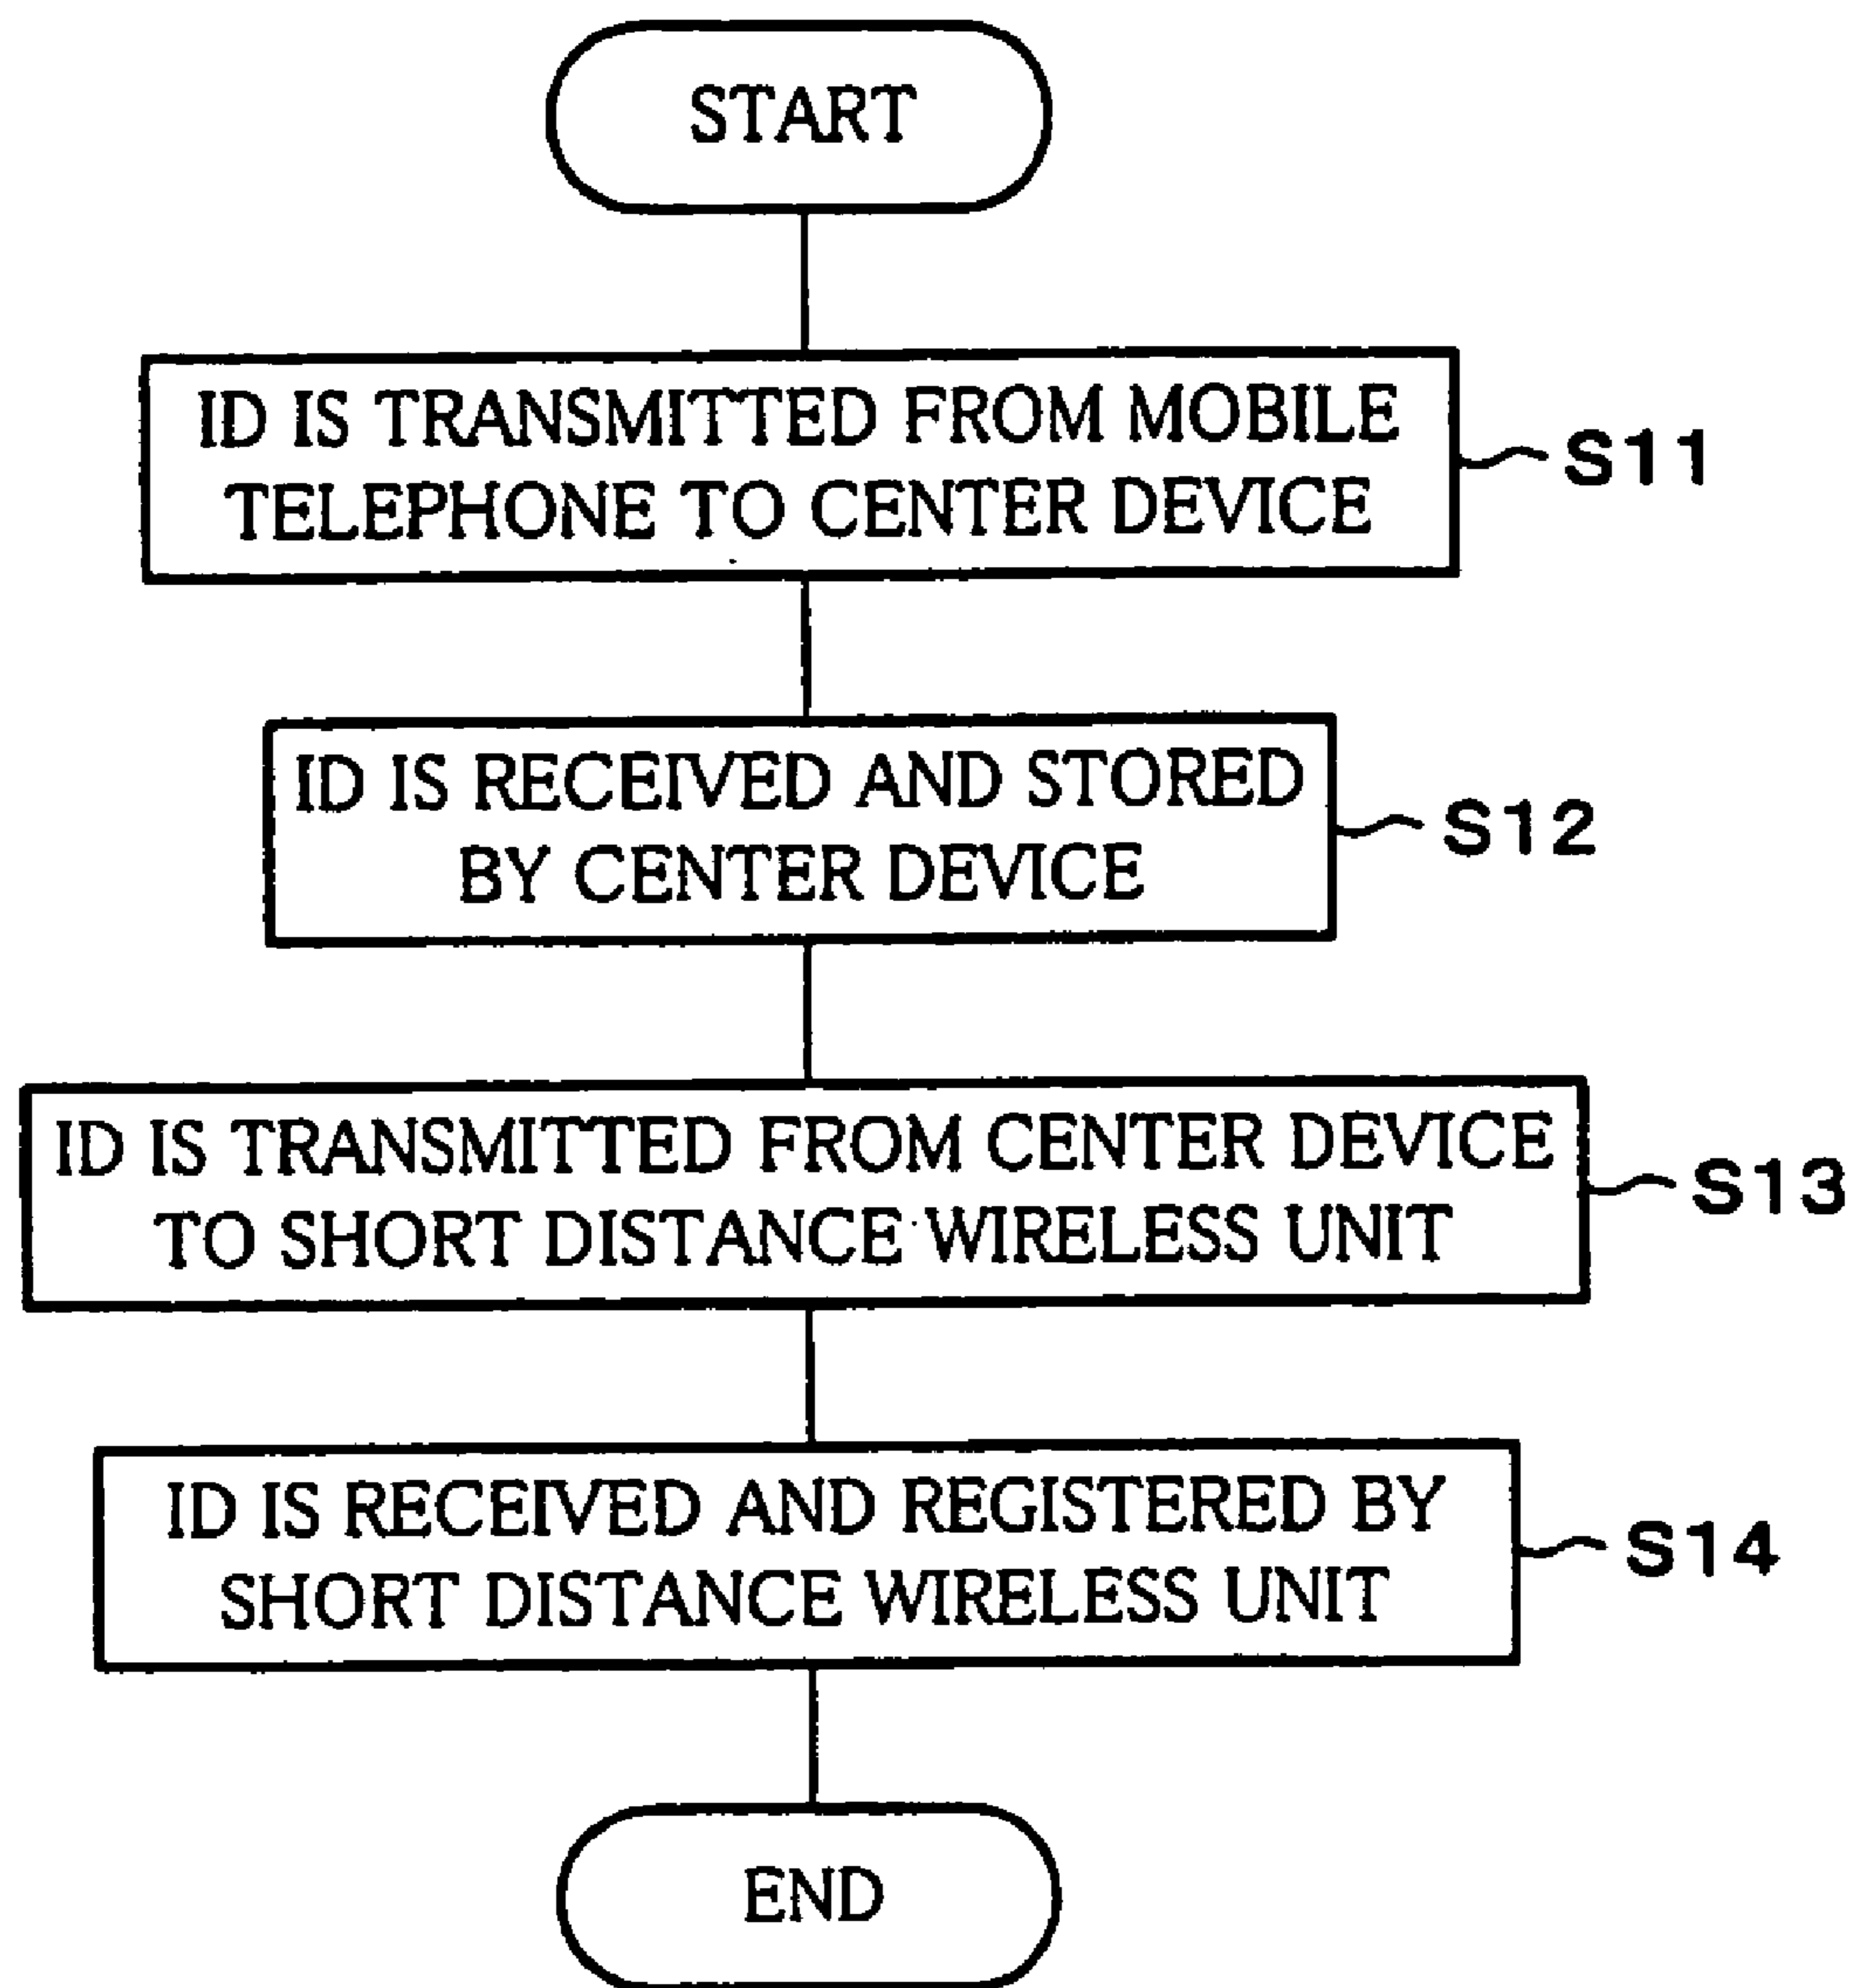 START
ID IS TRANSMITTED FROM MOBILE
TELEPHONE TO CENTER DEVICE
S11
ID IS RECEIVED AND STORED
BY CENTER DEVICE
S12
ID IS TRANSMITTED FROM CENTER DEVICE
TO SHORT DISTANCE WIRELESS UNIT
S13
ID IS RECEIVED AND REGISTERED BY
SHORT DISTANCE WIRELESS UNIT
S14
END